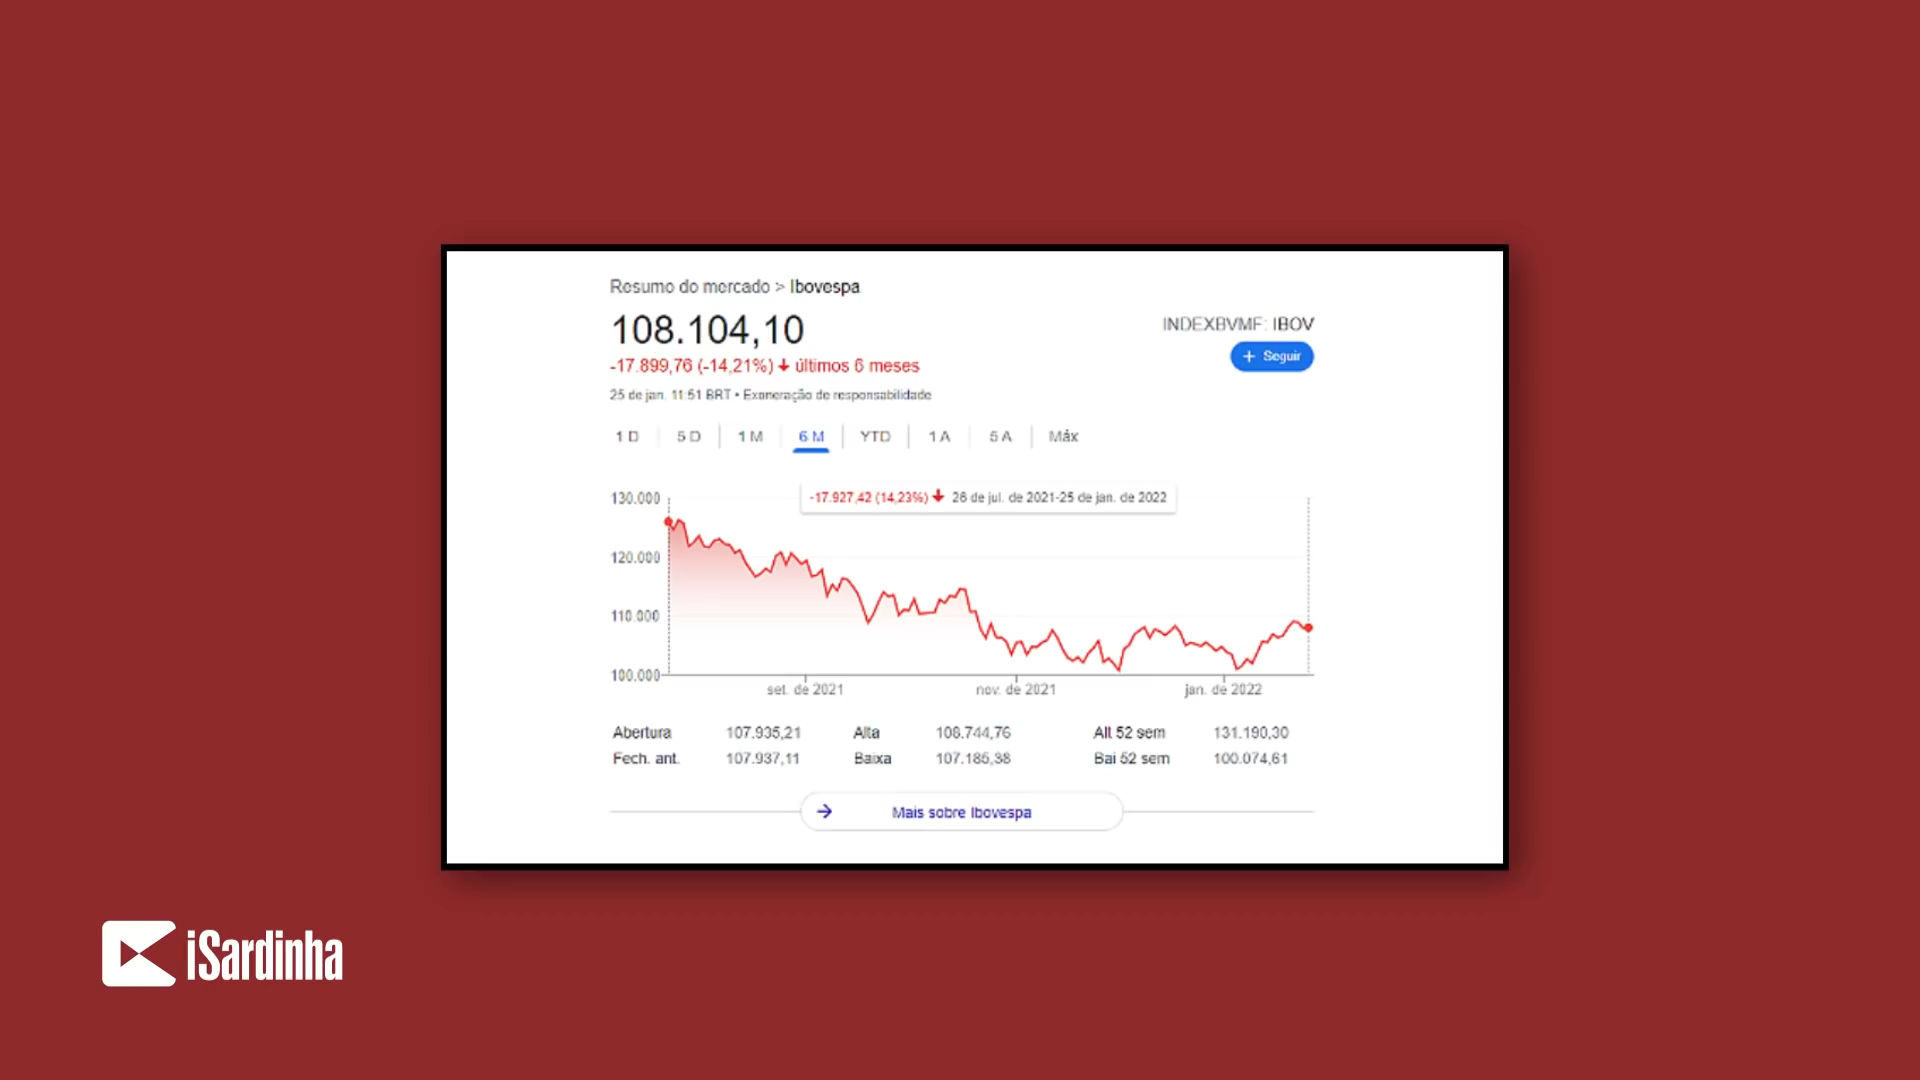 Resumo do mercado > Ibovespa
108.104,10
INDEXBVMF: IBOV
-17.899,76 (-14,21%) últimos 6 meses
+ Seguir
25 de jan. 11:51 BRT • Exoneração de responsabilidade
1 D 5 D 1 M 6 M YTD 1 A 5 A Máx
-17.927,42 (14,23%) 26 de jul. de 2021-25 de jan. de 2022
130.000
120.000
110.000
100.000
set. de 2021 nov. de 2021 jan. de 2022
Abertura 107.935,21 Alta 108.744,76 Alt 52 sem 131.190,30
Fech. ant. 107.937,11 Baixa 107.185,38 Bai 52 sem 100.074,61
Mais sobre Ibovespa
iSardinha